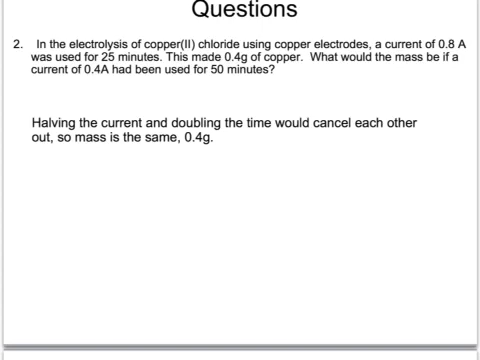 Questions
2. In the electrolysis of copper(II) chloride using copper electrodes, a current of 0.8 A
was used for 25 minutes. This made 0.4g of copper. What would the mass be if a
current of 0.4A had been used for 50 minutes?
Halving the current and doubling the time would cancel each other
out, so mass is the same, 0.4g.